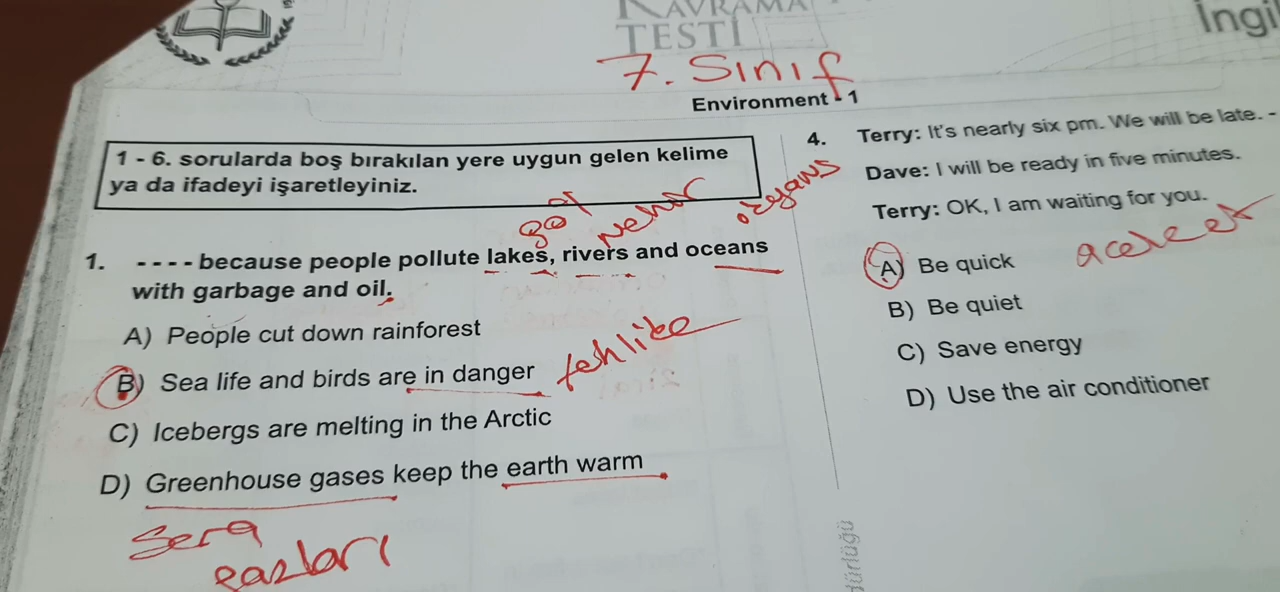 KAVRAMA
TESTİ
İngi
7. Sınıf
Environment - 1
1 - 6. sorularda boş bırakılan yere uygun gelen kelime
ya da ifadeyi işaretleyiniz.
göl nehir okyanus
1. ---- because people pollute lakes, rivers and oceans
with garbage and oil.
A) People cut down rainforest
B) Sea life and birds are in danger tehlike
C) Icebergs are melting in the Arctic
D) Greenhouse gases keep the earth warm
Sera
gazları
4. Terry: It's nearly six pm. We will be late. -
Dave: I will be ready in five minutes.
Terry: OK, I am waiting for you.
A) Be quick acele et
B) Be quiet
C) Save energy
D) Use the air conditioner
dürlüğü